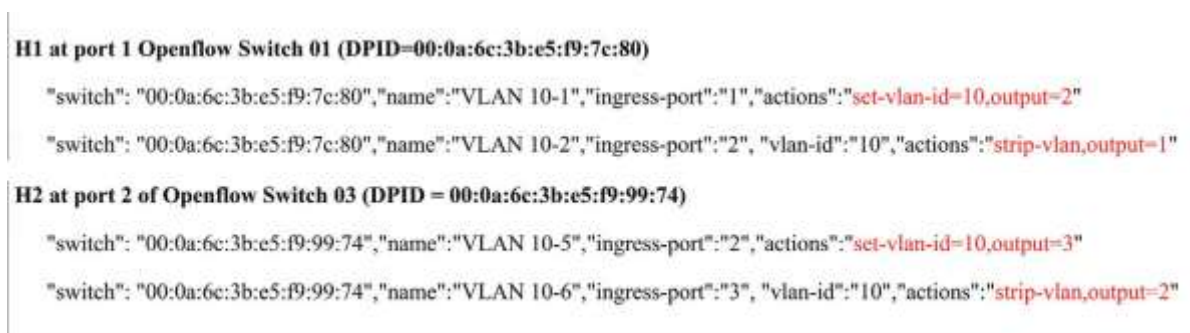 H1 at port 1 Openflow Switch 01 (DPID=00:0a:6c:3b:e5:f9:7c:80)
"switch": "00:0a:6c:3b:e5:f9:7c:80","name":"VLAN 10-1","ingress-port":"1","actions":"set-vlan-id=10,output=2"
"switch": "00:0a:6c:3b:e5:f9:7c:80","name":"VLAN 10-2","ingress-port":"2", "vlan-id":"10","actions":"strip-vlan,output=1"
H2 at port 2 of Openflow Switch 03 (DPID = 00:0a:6c:3b:e5:f9:99:74)
"switch": "00:0a:6c:3b:e5:f9:99:74","name":"VLAN 10-5","ingress-port":"2","actions":"set-vlan-id=10,output=3"
"switch": "00:0a:6c:3b:e5:f9:99:74","name":"VLAN 10-6","ingress-port":"3", "vlan-id":"10","actions":"strip-vlan,output=2"